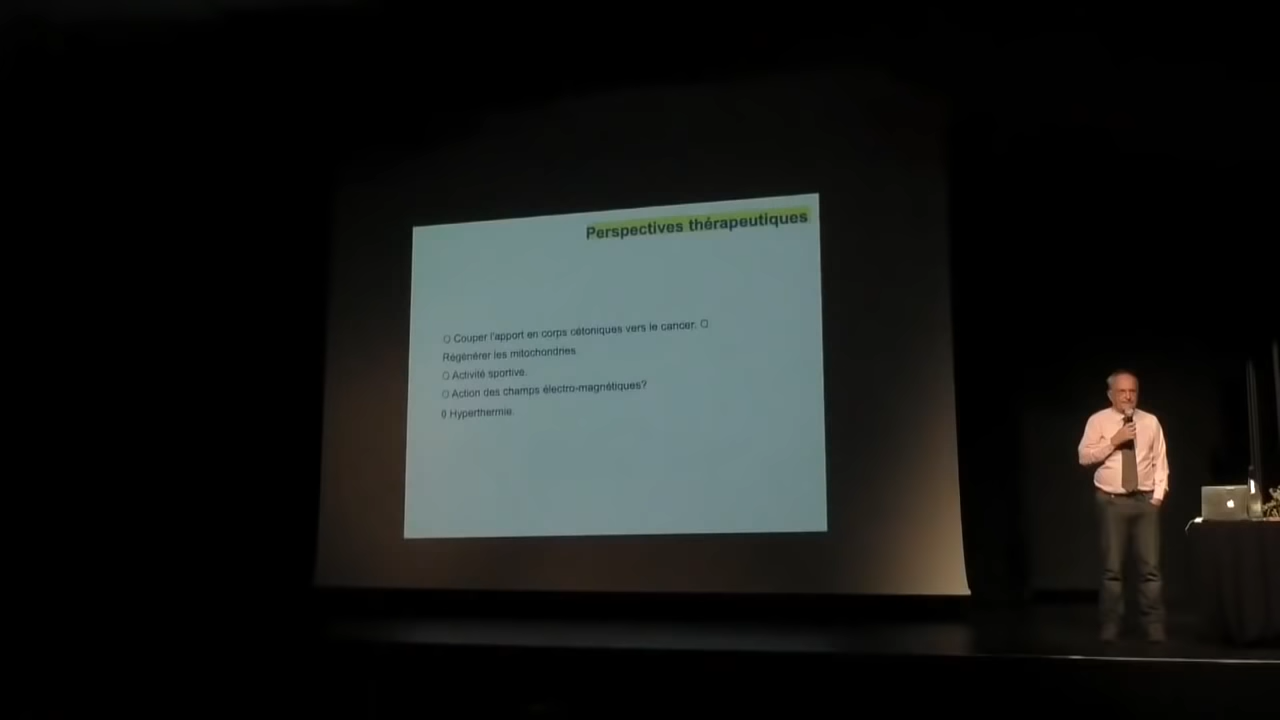 Perspectives thérapeutiques
○ Couper l'apport en corps cétoniques vers le cancer. ○
Régénérer les mitochondries.
○ Activité sportive.
○ Action des champs électro-magnétiques?
◊ Hyperthermie.